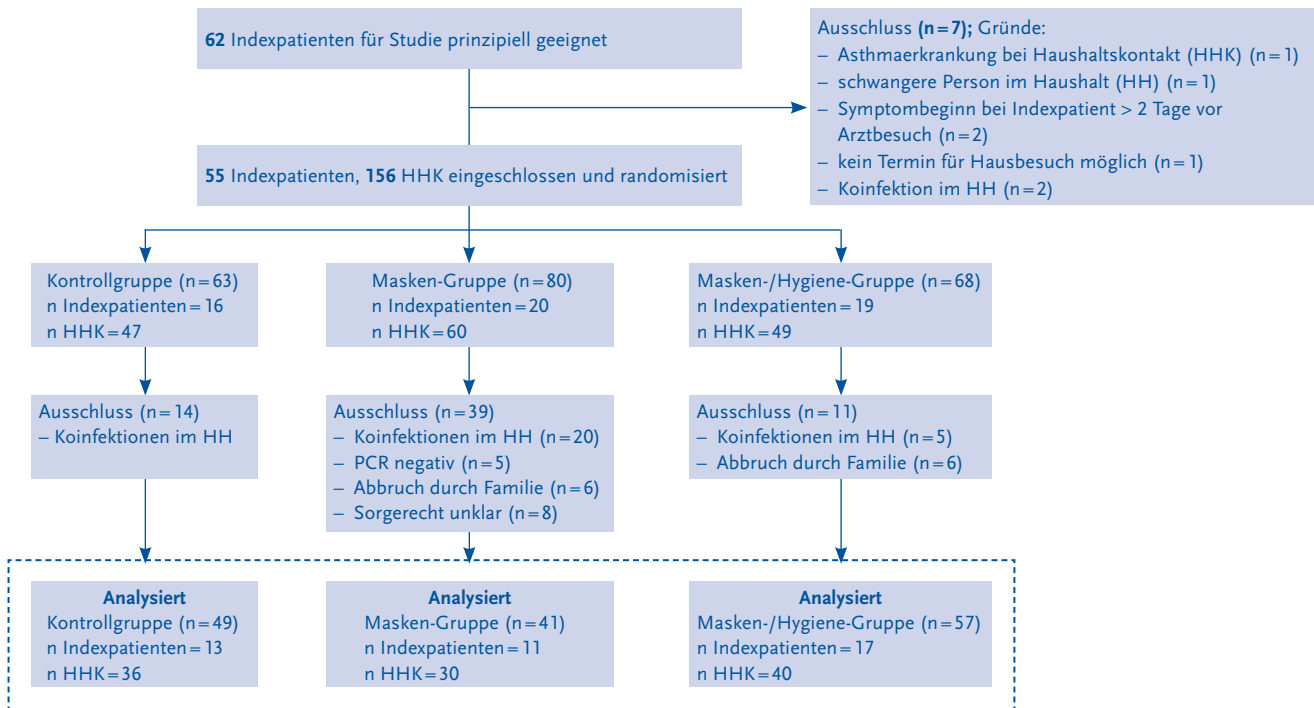 62 Indexpatienten für Studie prinzipiell geeignet
Ausschluss (n=7); Gründe:
– Asthmaerkrankung bei Haushaltskontakt (HHK) (n=1)
– schwangere Person im Haushalt (HH) (n=1)
– Symptombeginn bei Indexpatient > 2 Tage vor
Arztbesuch (n=2)
– kein Termin für Hausbesuch möglich (n=1)
– Koinfektion im HH (n=2)
55 Indexpatienten, 156 HHK eingeschlossen und randomisiert
Kontrollgruppe (n=63)
n Indexpatienten=16
n HHK=47
Masken-Gruppe (n=80)
n Indexpatienten=20
n HHK=60
Masken-/Hygiene-Gruppe (n=68)
n Indexpatienten=19
n HHK=49
Ausschluss (n=14)
– Koinfektionen im HH
Ausschluss (n=39)
– Koinfektionen im HH (n=20)
– PCR negativ (n=5)
– Abbruch durch Familie (n=6)
– Sorgerecht unklar (n=8)
Ausschluss (n=11)
– Koinfektionen im HH (n=5)
– Abbruch durch Familie (n=6)
Analysiert
Kontrollgruppe (n=49)
n Indexpatienten=13
n HHK=36
Analysiert
Masken-Gruppe (n=41)
n Indexpatienten=11
n HHK=30
Analysiert
Masken-/Hygiene-Gruppe (n=57)
n Indexpatienten=17
n HHK=40